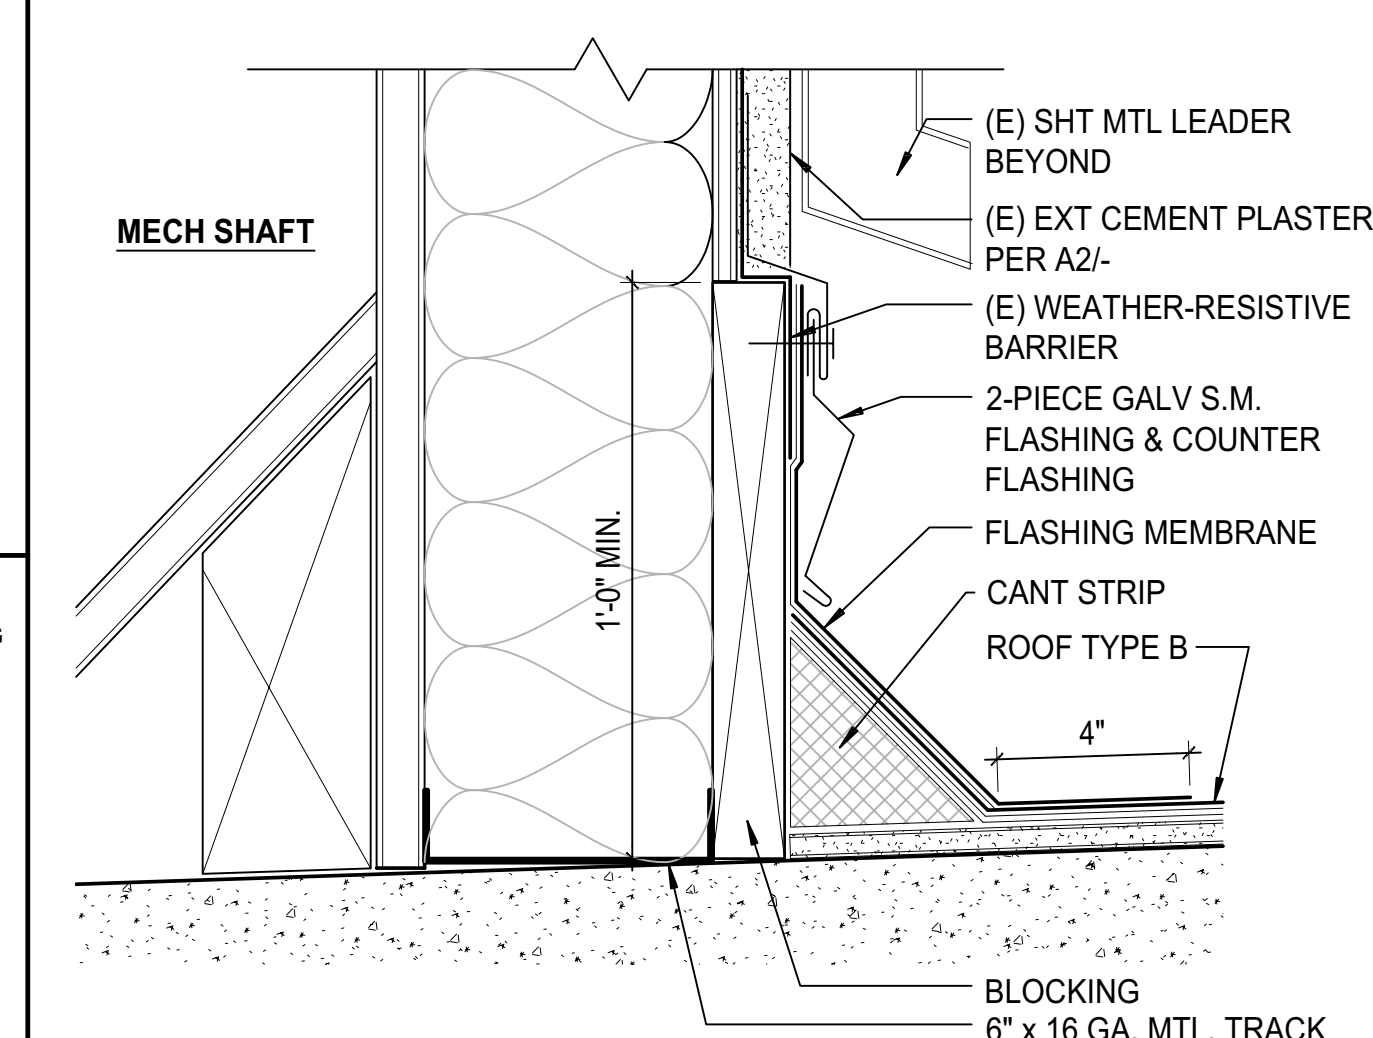 (E) SHT MTL LEADER
BEYOND
MECH SHAFT
(E) EXT CEMENT PLASTER
PER A2/-
(E) WEATHER-RESISTIVE
BARRIER
2-PIECE GALV S.M.
FLASHING & COUNTER
FLASHING
1'-0" MIN.
FLASHING MEMBRANE
CANT STRIP
ROOF TYPE B
4"
BLOCKING
6" x 16 GA. MTL. TRACK